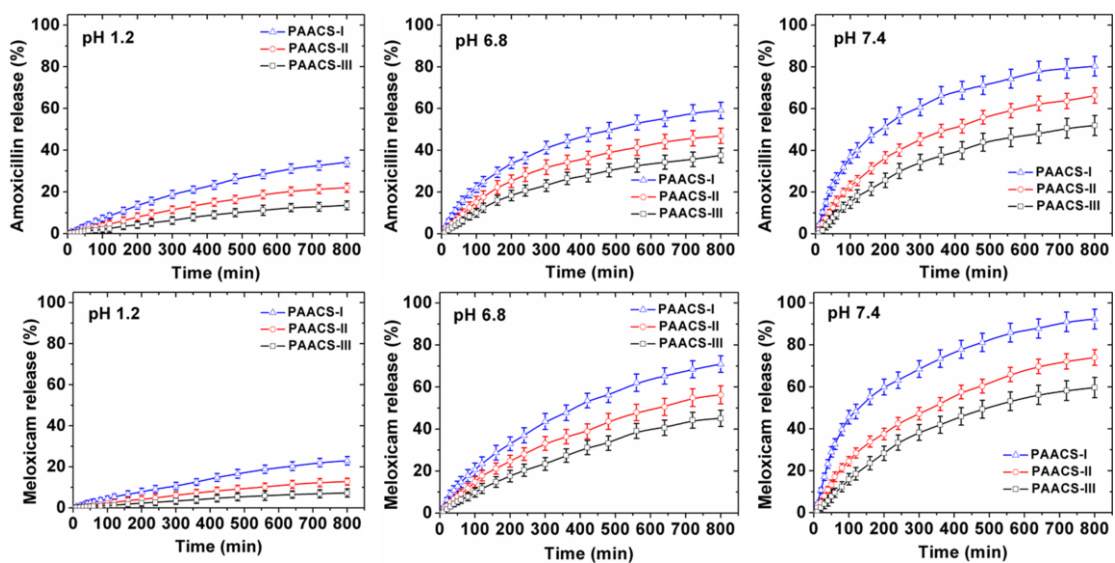 pH 1.2
PAACS-I
PAACS-II
PAACS-III
Amoxicillin release (%)
100
80
60
40
20
0
0 100 200 300 400 500 600 700 800
Time (min)
pH 6.8
PAACS-I
PAACS-II
PAACS-III
Amoxicillin release (%)
100
80
60
40
20
0
0 100 200 300 400 500 600 700 800
Time (min)
pH 7.4
PAACS-I
PAACS-II
PAACS-III
Amoxicillin release (%)
100
80
60
40
20
0
0 100 200 300 400 500 600 700 800
Time (min)
pH 1.2
PAACS-I
PAACS-II
PAACS-III
Meloxicam release (%)
100
80
60
40
20
0
0 100 200 300 400 500 600 700 800
Time (min)
pH 6.8
PAACS-I
PAACS-II
PAACS-III
Meloxicam release (%)
100
80
60
40
20
0
0 100 200 300 400 500 600 700 800
Time (min)
pH 7.4
PAACS-I
PAACS-II
PAACS-III
Meloxicam release (%)
100
80
60
40
20
0
0 100 200 300 400 500 600 700 800
Time (min)